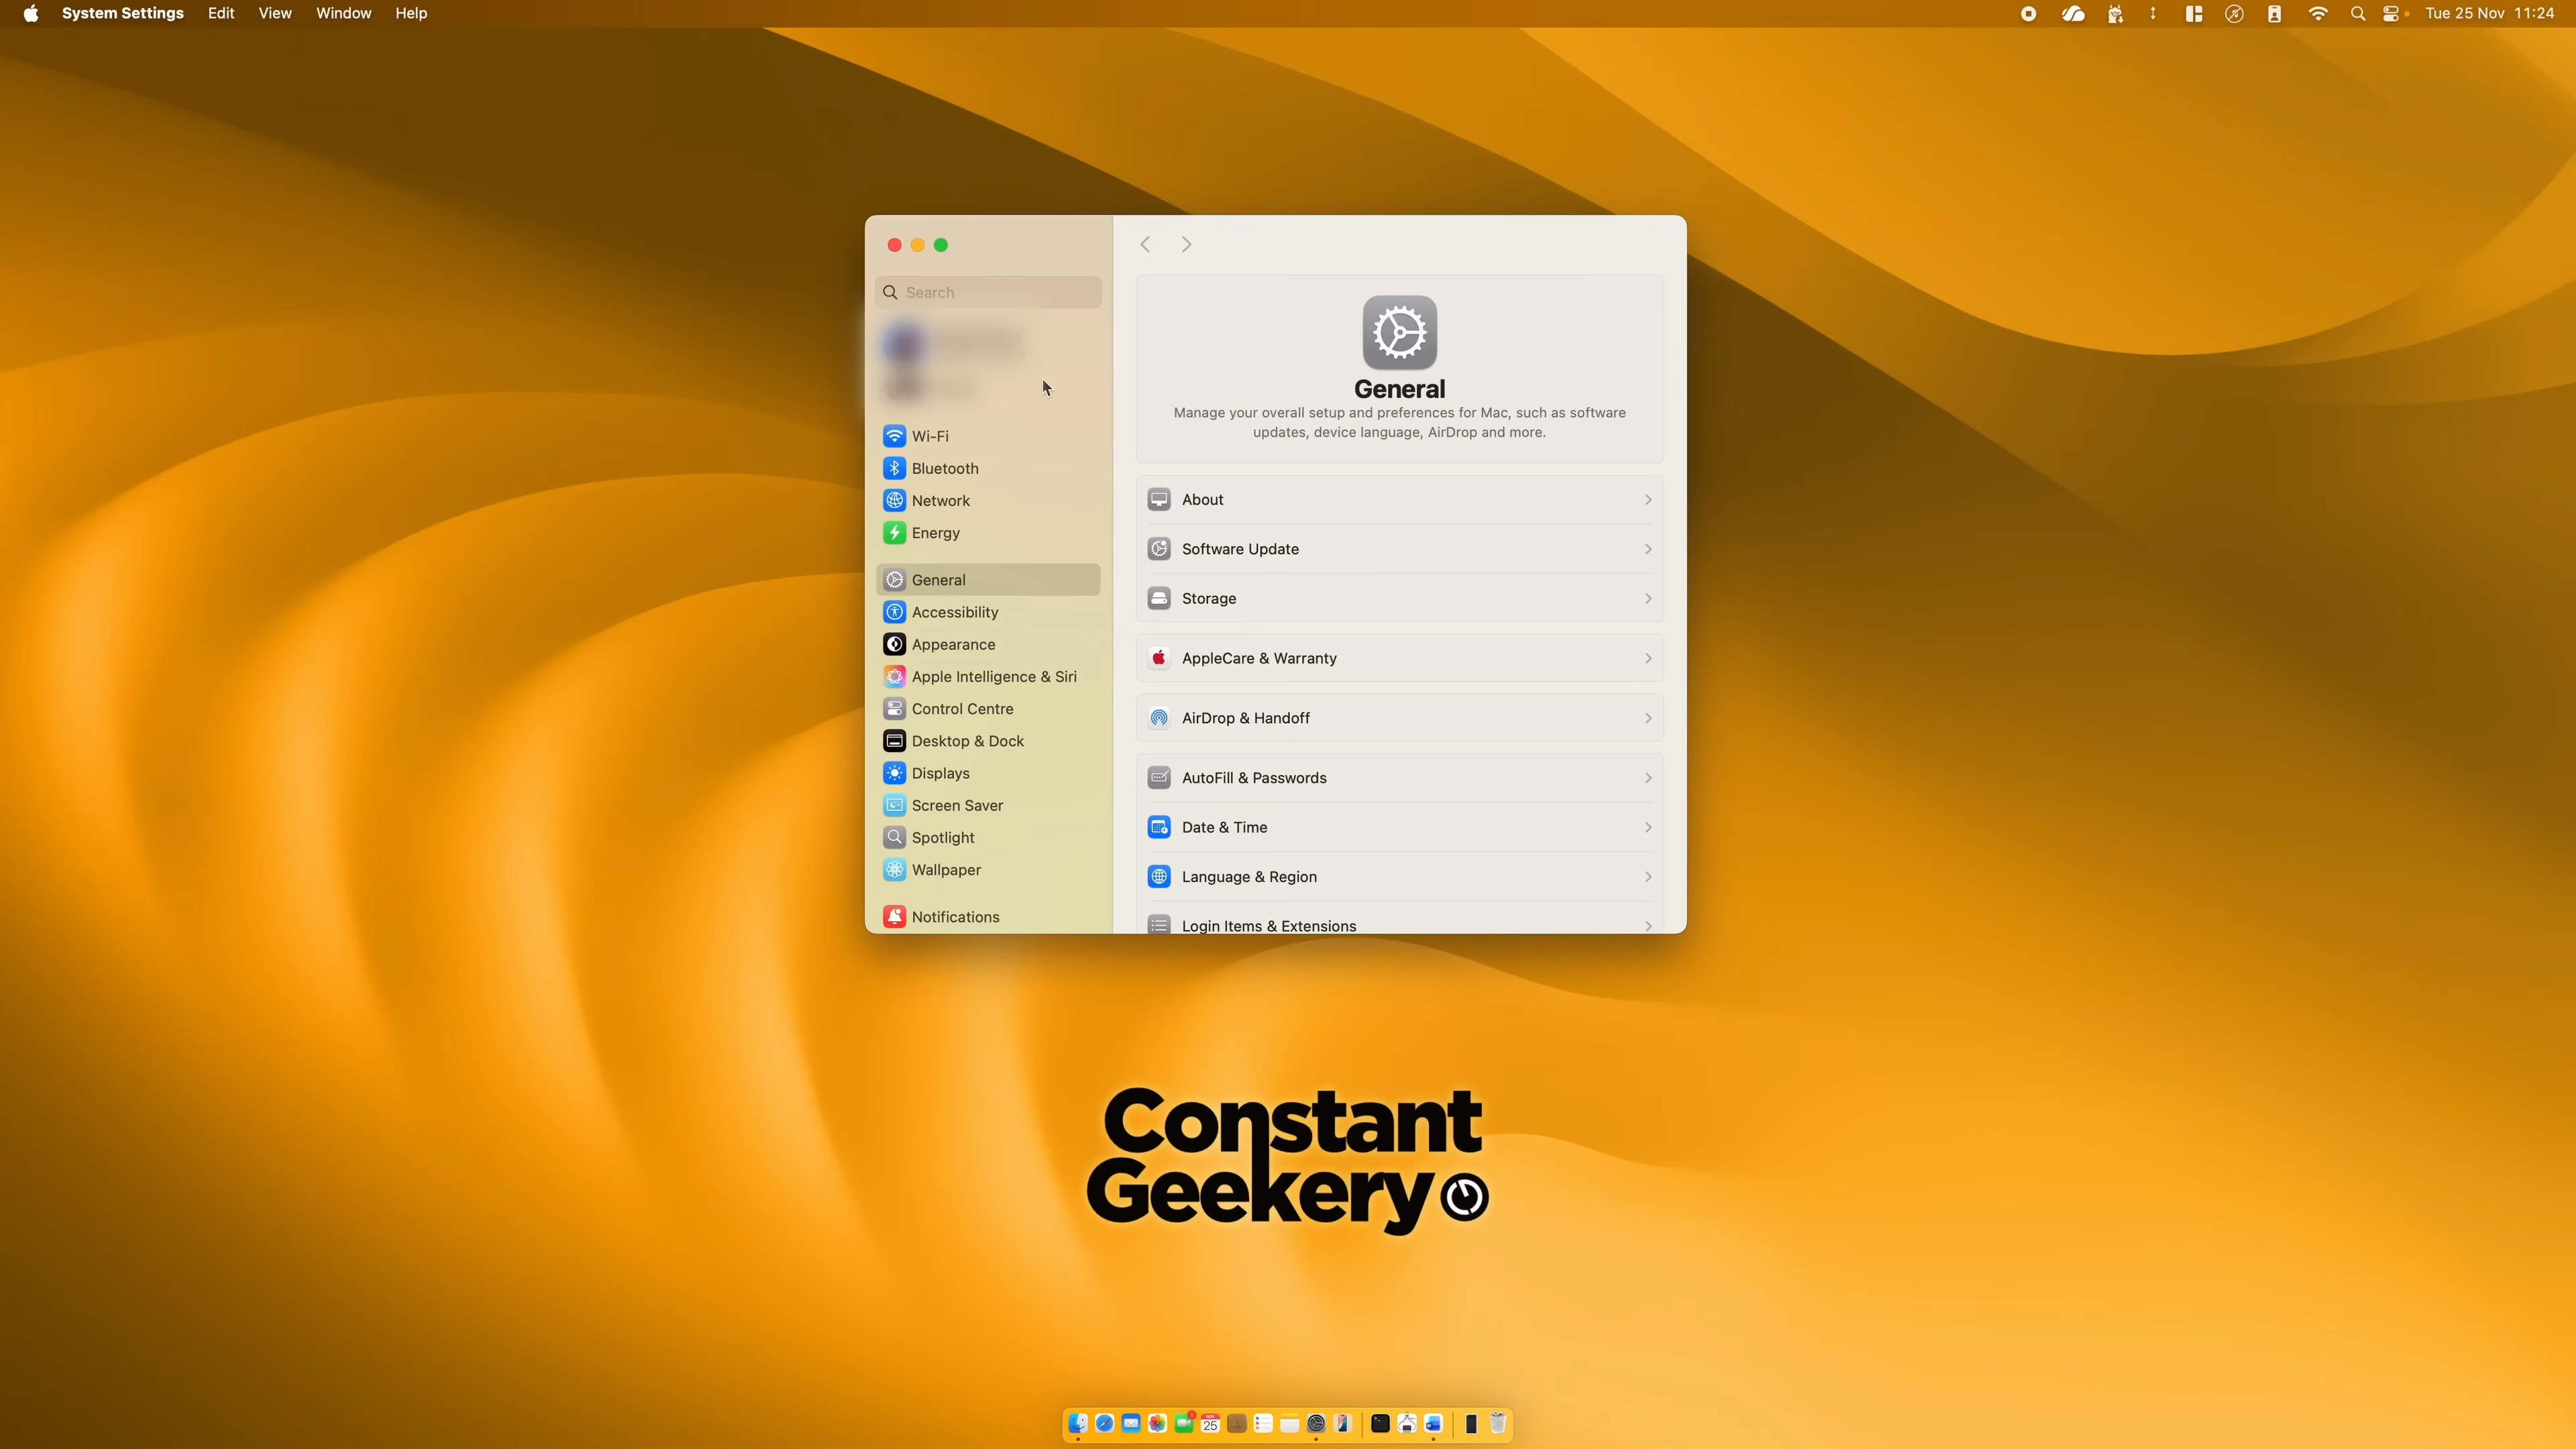 System Settings Edit View Window Help Tue 25 Nov 11:24
Search
Wi-Fi
Bluetooth
Network
Energy
General
Accessibility
Appearance
Apple Intelligence & Siri
Control Centre
Desktop & Dock
Displays
Screen Saver
Spotlight
Wallpaper
Notifications
General
Manage your overall setup and preferences for Mac, such as software
updates, device language, AirDrop and more.
About
Software Update
Storage
AppleCare & Warranty
AirDrop & Handoff
AutoFill & Passwords
Date & Time
Language & Region
Login Items & Extensions
Constant
Geekery
NOV
25